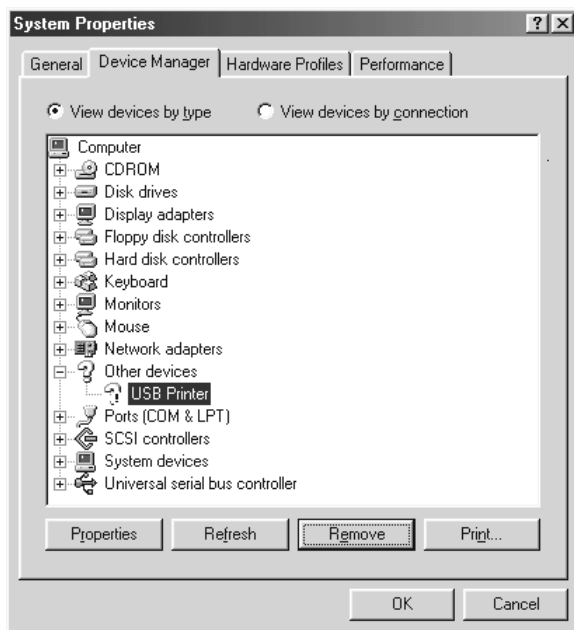 System Properties
General Device Manager Hardware Profiles Performance
View devices by type View devices by connection
Computer
CDROM
Disk drives
Display adapters
Floppy disk controllers
Hard disk controllers
Keyboard
Monitors
Mouse
Network adapters
Other devices
USB Printer
Ports (COM & LPT)
SCSI controllers
System devices
Universal serial bus controller
Properties Refresh Remove Print...
OK Cancel